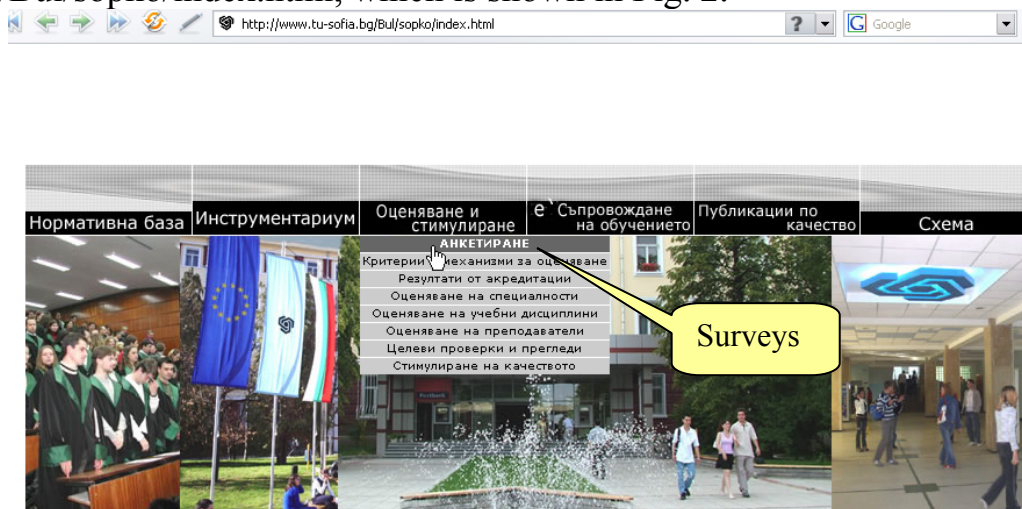 Bul/sopko/index.html, which is shown in Fig. 2.
http://www.tu-sofia.bg/Bul/sopko/index.html
?
G Google
Нормативна база
Инструментариум
Оценяване и
стимулиране
e` Съпровождане
на обучението
Публикации по
качество
Схема
АНКЕТИРАНЕ
Критерии механизми за оценяване
Резултати от акредитации
Оценяване на специалности
Оценяване на учебни дисциплини
Оценяване на преподаватели
Целеви проверки и прегледи
Стимулиране на качеството
Surveys
Postbank